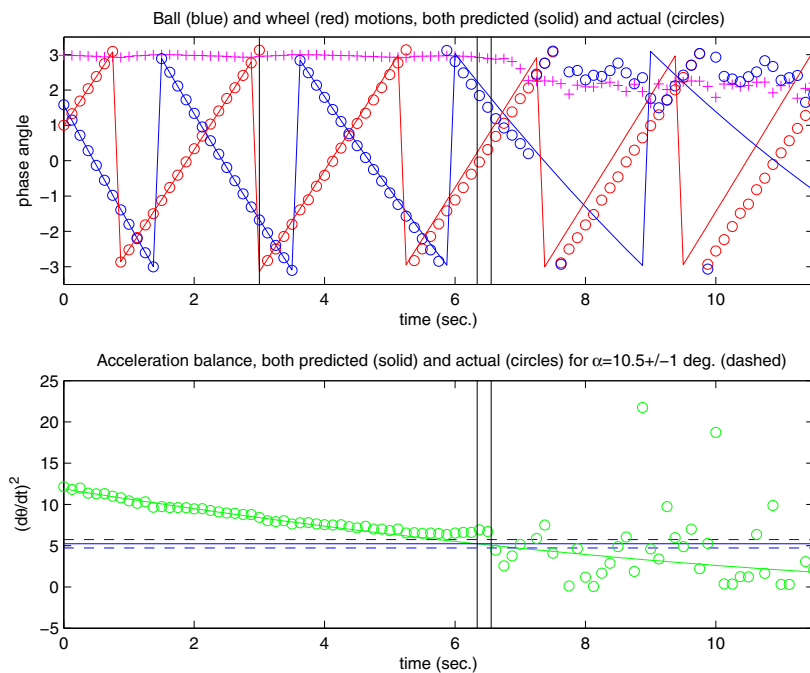 Ball (blue) and wheel (red) motions, both predicted (solid) and actual (circles)
3
2
1
0
-1
-2
-3
phase angle
0 2 4 6 8 10
time (sec.)
Acceleration balance, both predicted (solid) and actual (circles) for α=10.5+/-1 deg. (dashed)
25
20
15
10
5
0
-5
(dθ/dt)²
0 2 4 6 8 10
time (sec.)